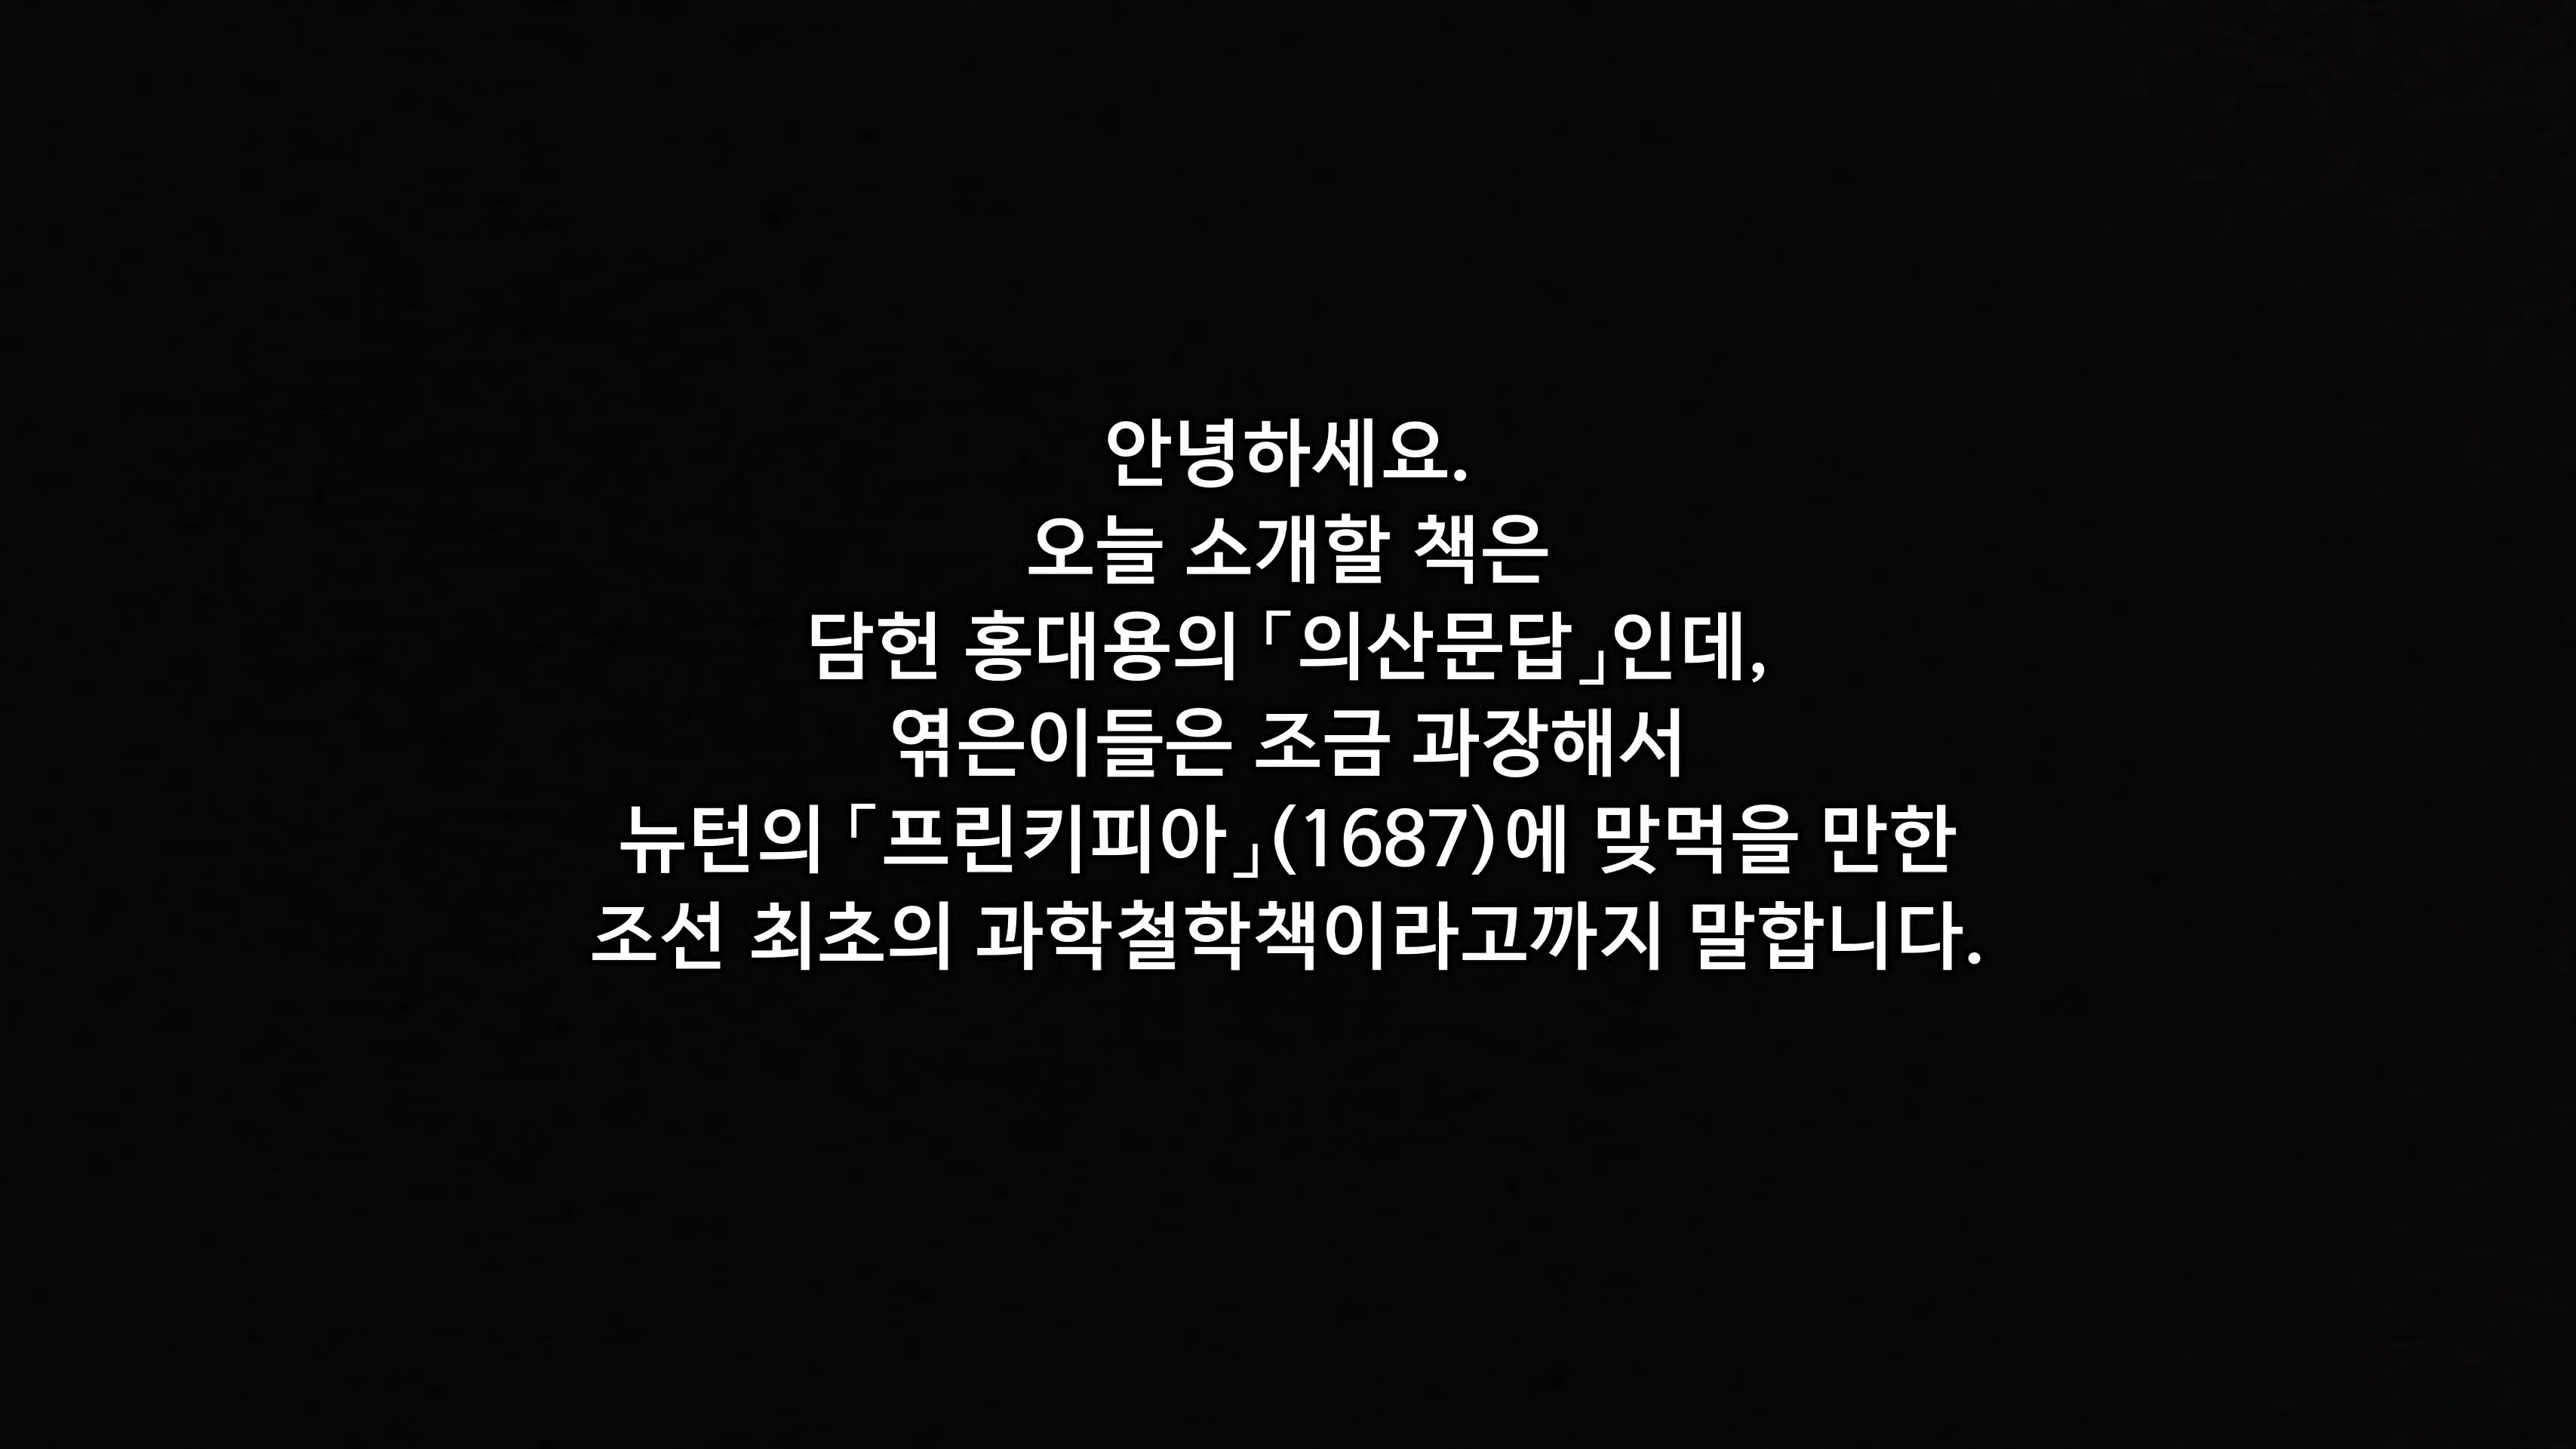 안녕하세요.
오늘 소개할 책은
담헌 홍대용의 ｢의산문답｣인데,
엮은이들은 조금 과장해서
뉴턴의 ｢프린키피아｣(1687)에 맞먹을 만한
조선 최초의 과학철학책이라고까지 말합니다.